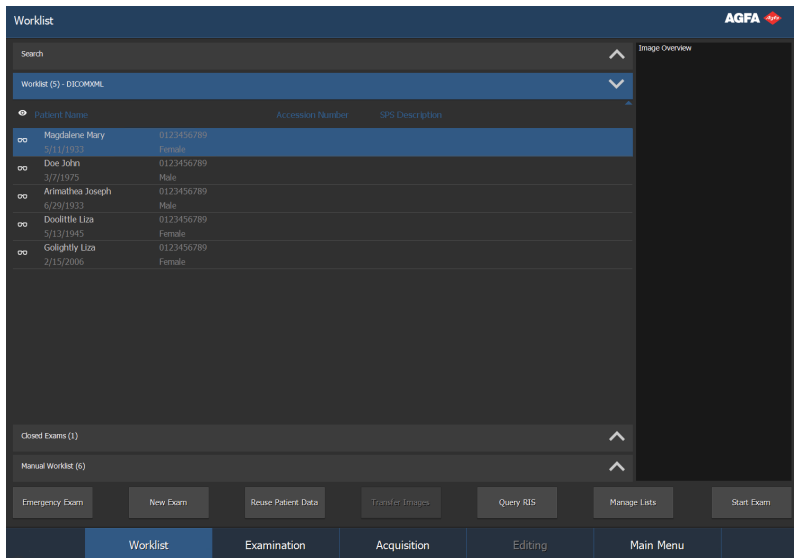 Worklist
AGFA
Agfa
Search
Image Overview
Worklist (5) - DICOMXML
Patient Name Accession Number SPS Description
Magdalene Mary 0123456789
5/11/1933 Female
Doe John 0123456789
3/7/1975 Male
Arimathea Joseph 0123456789
6/29/1933 Male
Doolittle Liza 0123456789
5/13/1945 Female
Golightly Liza 0123456789
2/15/2006 Female
Closed Exams (1)
Manual Worklist (6)
Emergency Exam New Exam Reuse Patient Data Transfer Images Query RIS Manage Lists Start Exam
Worklist Examination Acquisition Editing Main Menu